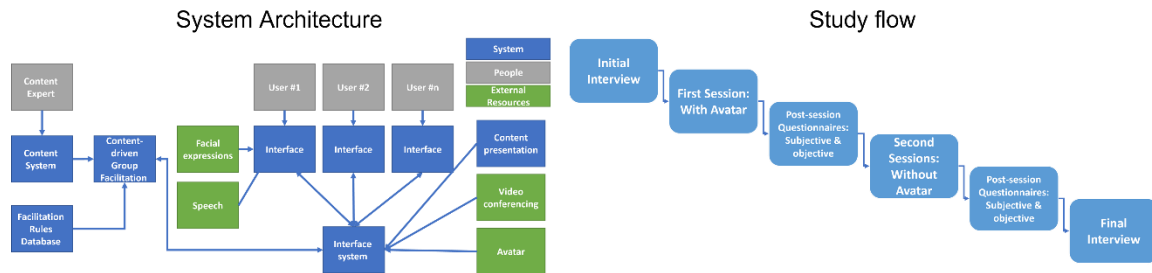 System Architecture
Study flow
System
People
External
Resources
Content
Expert
User #1
User #2
User #n
Content
System
Content-
driven
Group
Facilitation
Facial
expressions
Interface
Interface
Interface
Content
presentation
Speech
Video
conferencing
Facilitation
Rules
Database
Interface
system
Avatar
Initial
Interview
First Session:
With Avatar
Post-session
Questionnaires:
Subjective &
objective
Second
Sessions:
Without
Avatar
Post-session
Questionnaires:
Subjective &
objective
Final
Interview